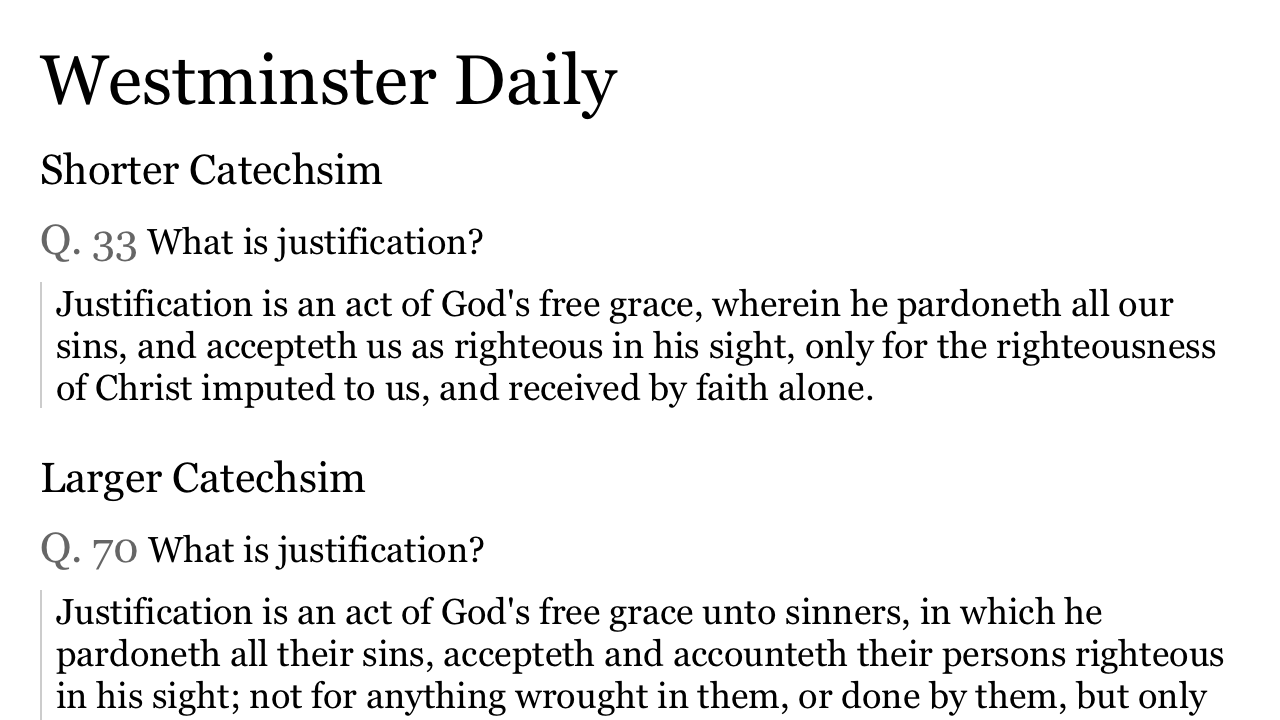 Westminster Daily
Shorter Catechsim
Q. 33 What is justification?
Justification is an act of God's free grace, wherein he pardoneth all our
sins, and accepteth us as righteous in his sight, only for the righteousness
of Christ imputed to us, and received by faith alone.
Larger Catechsim
Q. 70 What is justification?
Justification is an act of God's free grace unto sinners, in which he
pardoneth all their sins, accepteth and accounteth their persons righteous
in his sight; not for anything wrought in them, or done by them, but only